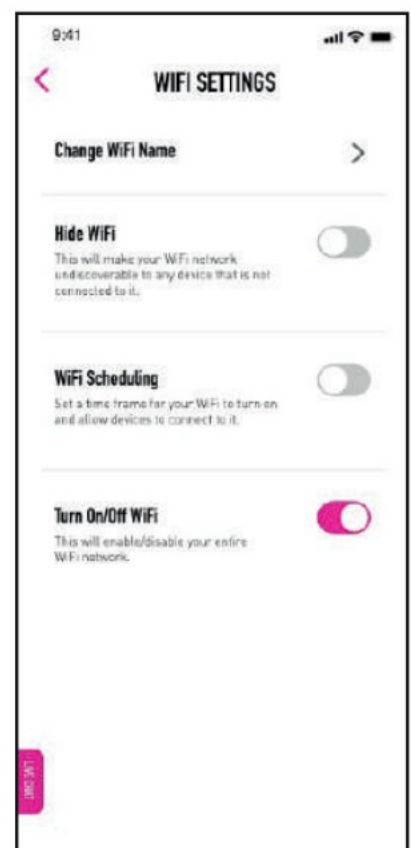 9:41
WIFI SETTINGS
Change WiFi Name
Hide WiFi
This will make your WiFi network
undiscoverable to any device that is not
connected to it.
WiFi Scheduling
Set a time frame for your WiFi to turn on
and allow devices to connect to it.
Turn On/Off WiFi
This will enable/disable your entire
WiFi network.
LIVE CHAT